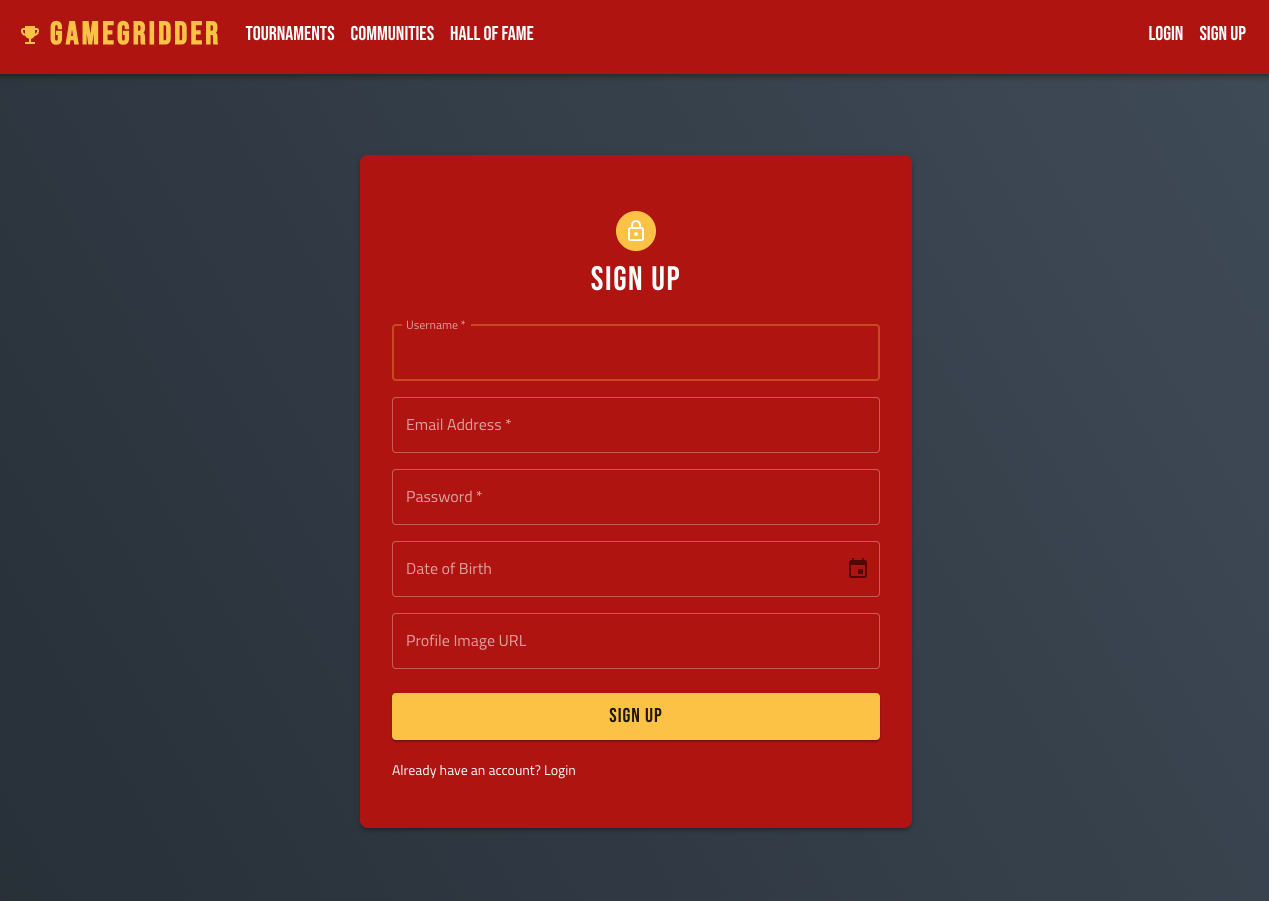 GAMEGRIDDER TOURNAMENTS COMMUNITIES HALL OF FAME LOGIN SIGN UP
SIGN UP
Username *
Email Address *
Password *
Date of Birth
Profile Image URL
SIGN UP
Already have an account? Login